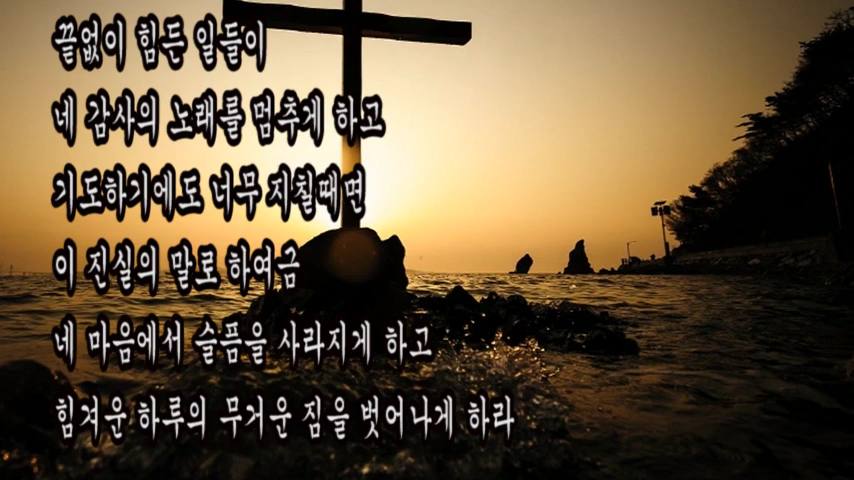 끝없이 힘든 일들이
네 감사의 노래를 멈추게 하고
기도하기에도 너무 지칠때면
이 진실의 말로 하여금
네 마음에서 슬픔을 사라지게 하고
힘겨운 하루의 무거운 짐을 벗어나게 하라